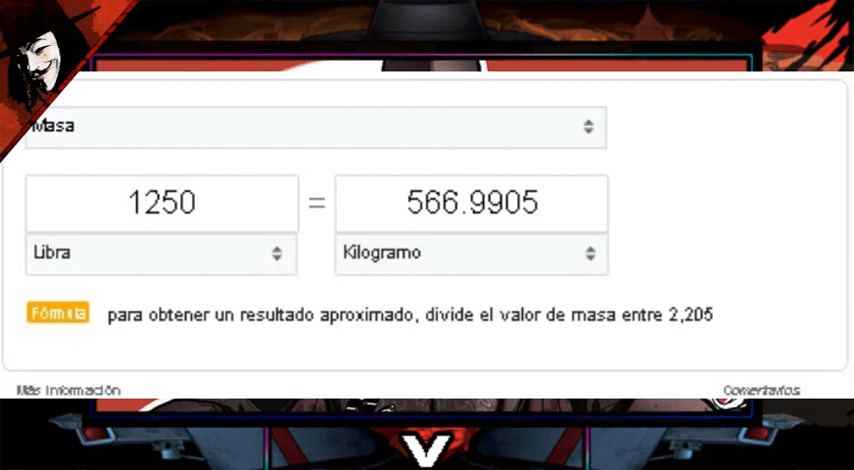 Masa
1250 = 566.9905
Libra Kilogramo
Fórmula para obtener un resultado aproximado, divide el valor de masa entre 2,205
Más información Comentarios
V